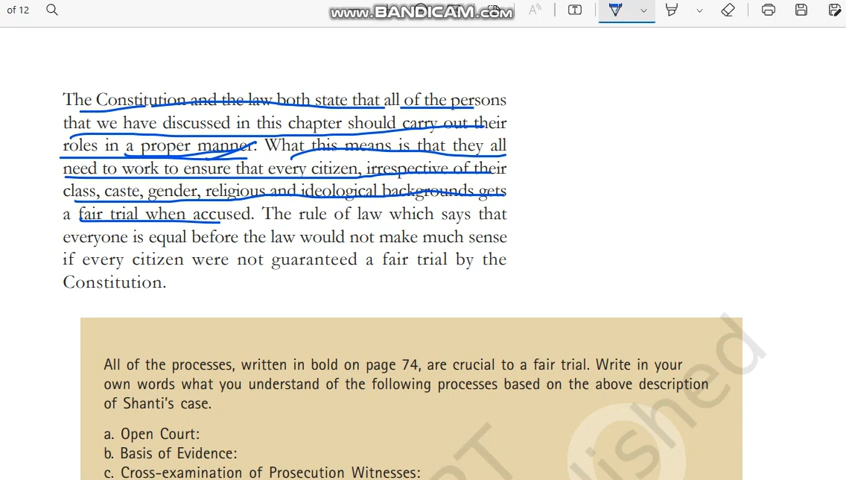 of 12
www.BANDICAM.com
The Constitution and the law both state that all of the persons
that we have discussed in this chapter should carry out their
roles in a proper manner. What this means is that they all
need to work to ensure that every citizen, irrespective of their
class, caste, gender, religious and ideological backgrounds gets
a fair trial when accused. The rule of law which says that
everyone is equal before the law would not make much sense
if every citizen were not guaranteed a fair trial by the
Constitution.
All of the processes, written in bold on page 74, are crucial to a fair trial. Write in your
own words what you understand of the following processes based on the above description
of Shanti's case.
a. Open Court:
b. Basis of Evidence:
c. Cross-examination of Prosecution Witnesses: